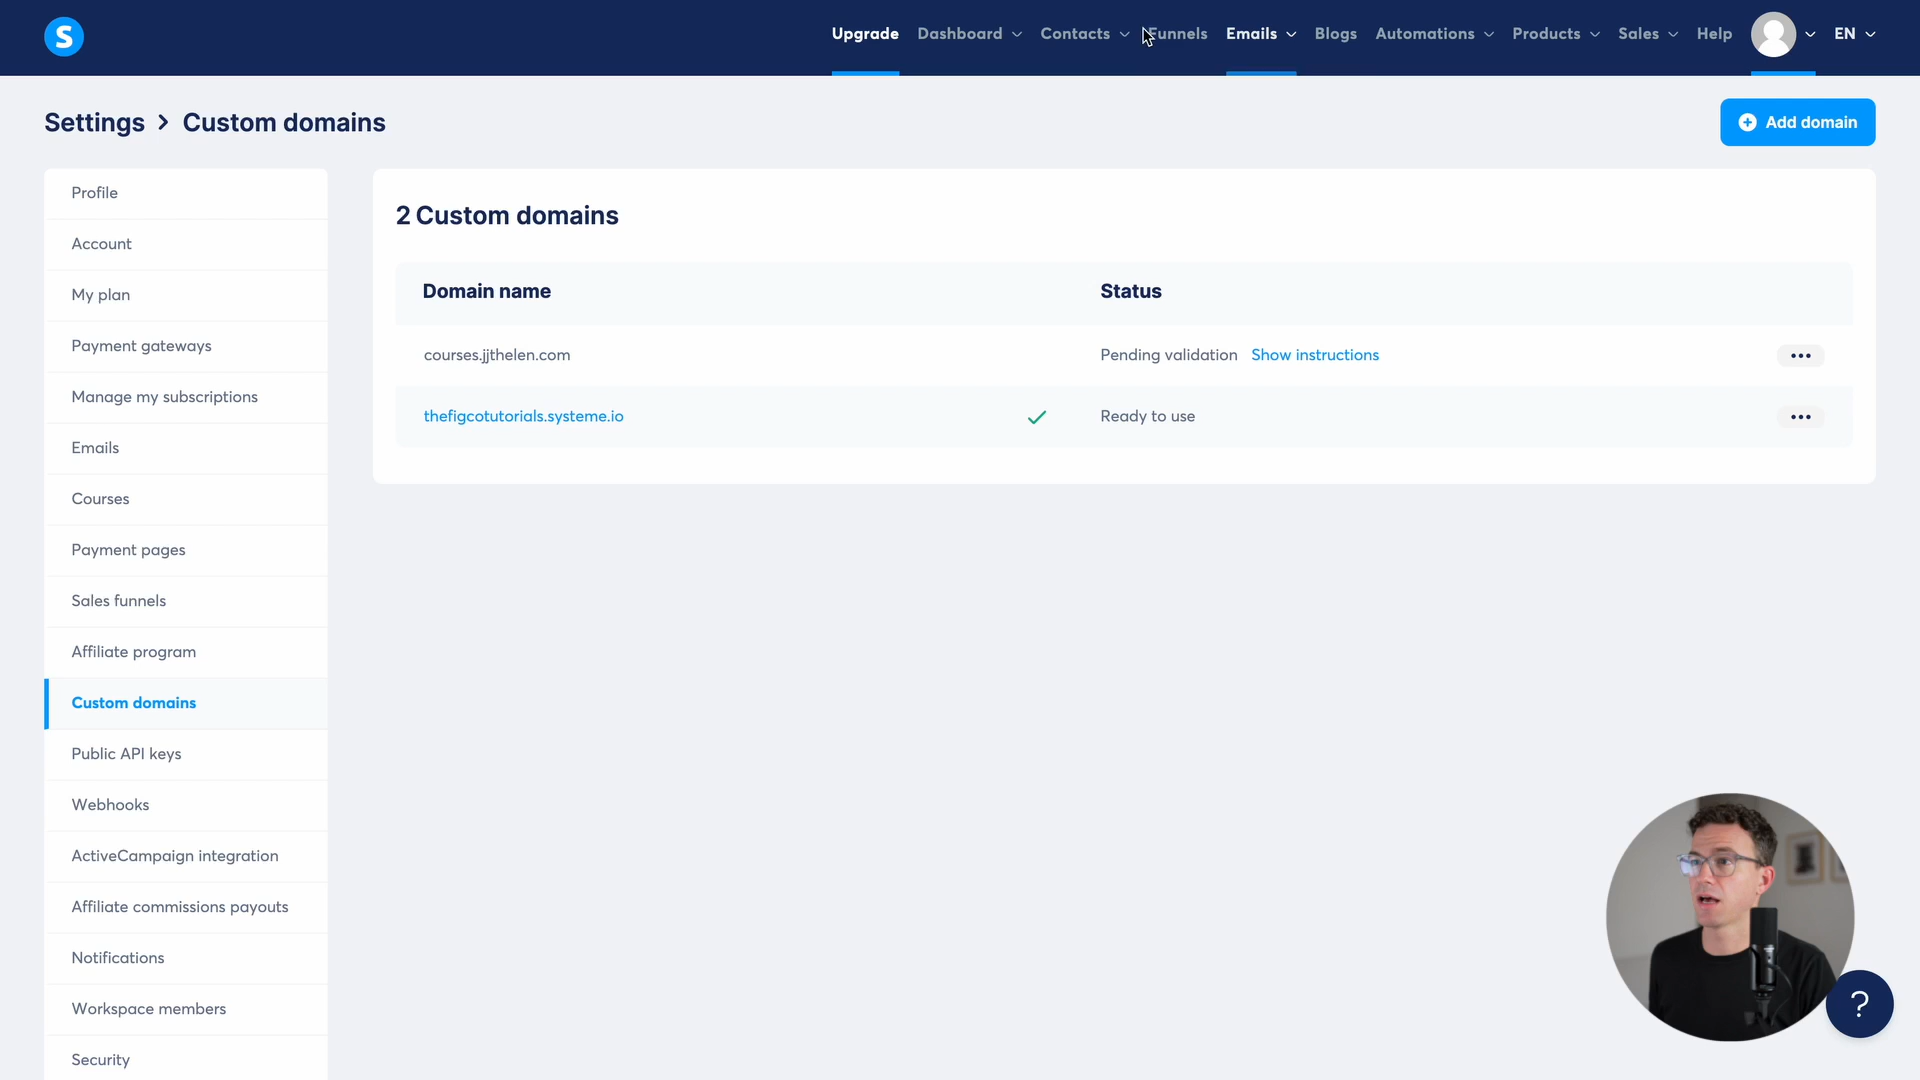 S
Upgrade Dashboard Contacts Funnels Emails Blogs Automations Products Sales Help EN
Settings > Custom domains
Add domain
Profile
Account
My plan
Payment gateways
Manage my subscriptions
Emails
Courses
Payment pages
Sales funnels
Affiliate program
Custom domains
Public API keys
Webhooks
ActiveCampaign integration
Affiliate commissions payouts
Notifications
Workspace members
Security
2 Custom domains
Domain name Status
courses.jjthelen.com Pending validation Show instructions
thefigcotutorials.systeme.io Ready to use
?